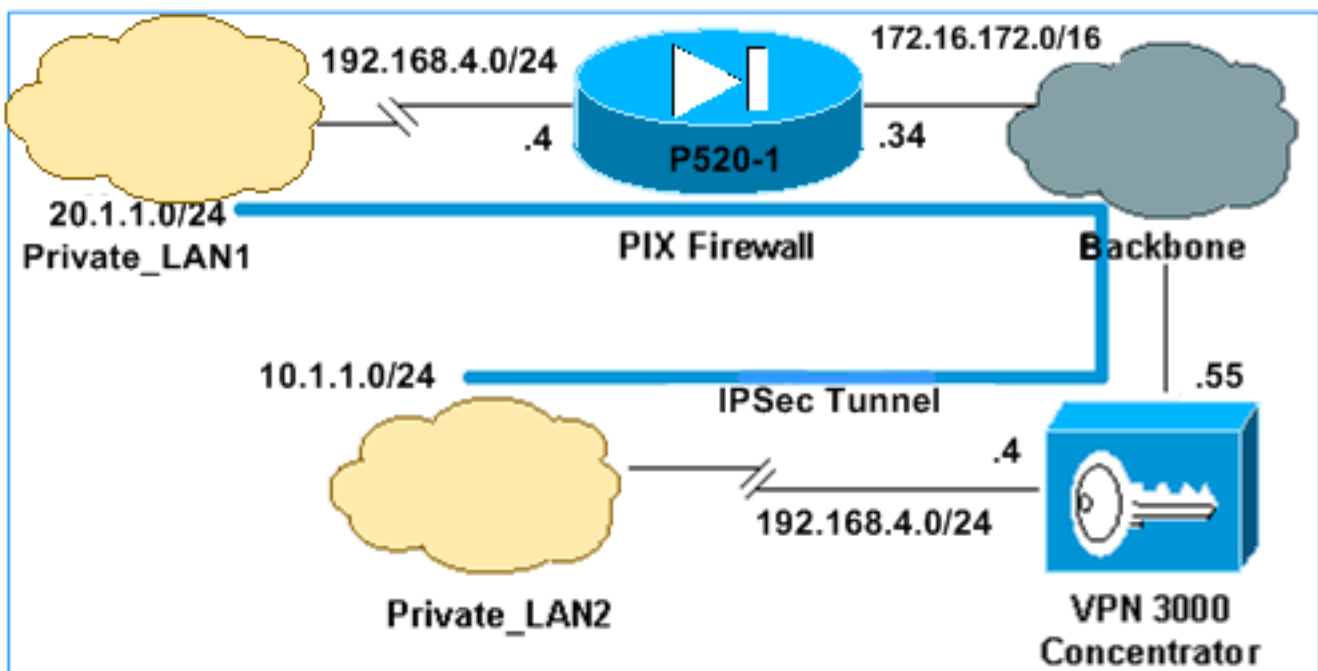 192.168.4.0/24
172.16.172.0/16
.4
.34
P520-1
20.1.1.0/24
Private_LAN1
PIX Firewall
Backbone
10.1.1.0/24
IPSec Tunnel
.55
.4
192.168.4.0/24
Private_LAN2
VPN 3000
Concentrator